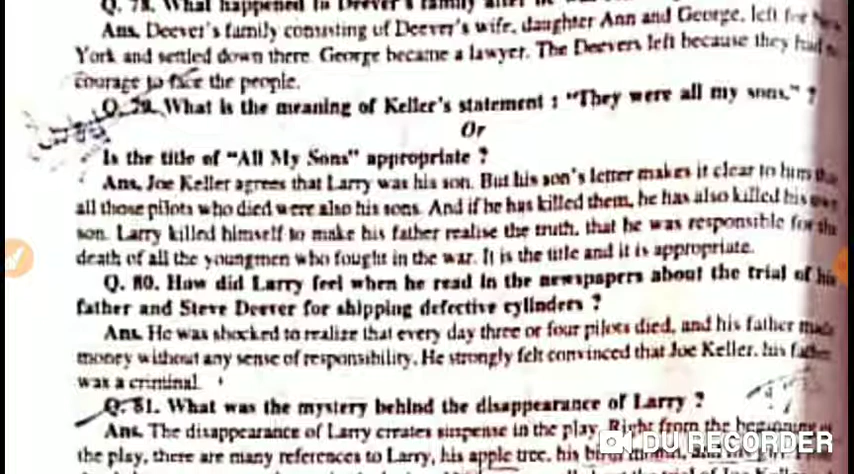 Q. 78. What happened to Deever's family after he was
Ans. Deever's family consisting of Deever's wife, daughter Ann and George, left for New
York and settled down there. George became a lawyer. The Deevers left because they had
courage to face the people.
Q. 79. What is the meaning of Keller's statement : "They were all my sons." ?
Or
Is the title of "All My Sons" appropriate ?
Ans. Joe Keller agrees that Larry was his son. But his son's letter makes it clear to him tha
all those pilots who died were also his sons. And if he has killed them, he has also killed his own
son. Larry killed himself to make his father realise the truth, that he was responsible for the
death of all the youngmen who fought in the war. It is the title and it is appropriate.
Q. 80. How did Larry feel when he read in the newspapers about the trial of his
father and Steve Deever for shipping defective cylinders ?
Ans. He was shocked to realize that every day three or four pilots died, and his father made
money without any sense of responsibility. He strongly felt convinced that Joe Keller, his father
was a criminal.
Q. 81. What was the mystery behind the disappearance of Larry ?
Ans. The disappearance of Larry creates suspense in the play. Right from the beginning of
the play, there are many references to Larry, his apple tree, his
DU RECORDER